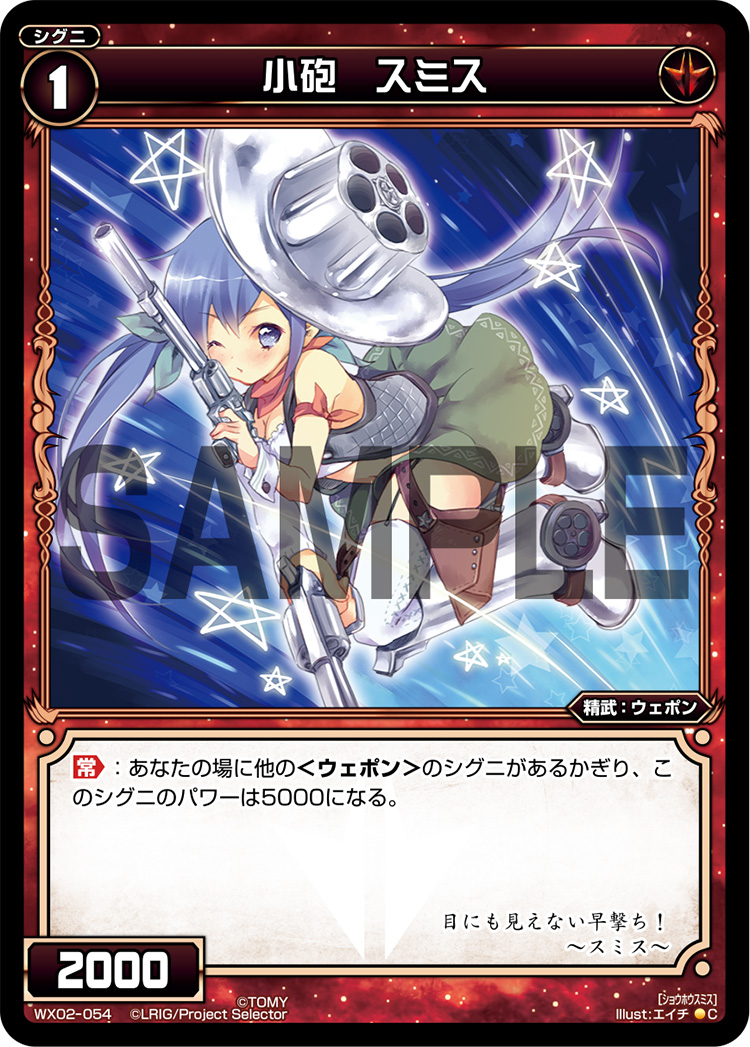 シグニ
1
小砲 スミス
SAMPLE
精武：ウェポン
常：あなたの場に他の<ウェポン>のシグニがあるかぎり、こ
のシグニのパワーは5000になる。
目にも見えない早撃ち！
～スミス～
2000
WX02-054 ©LRIG/Project Selector
©TOMY
[ショウホウスミス]
Illust:エイチ C